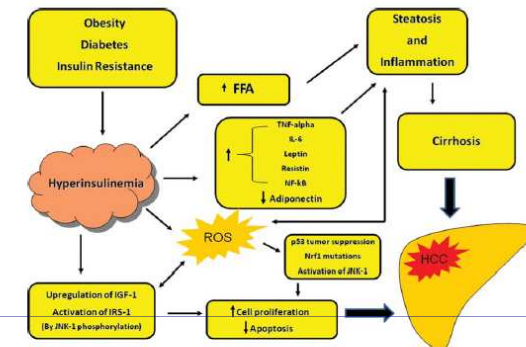 Obesity
Diabetes
Insulin Resistance
Steatosis
and
Inflammation
↑ FFA
TNF-alpha
IL-6
Leptin
Resistin
NF-kB
↑
↓ Adiponectin
Cirrhosis
Hyperinsulinemia
ROS
p53 tumor suppression
Nrf1 mutations
Activation of JNK-1
HCC
Upregulation of IGF-1
Activation of IRS-1
(By JNK-1 phosphorylation)
↑Cell proliferation
↓Apoptosis